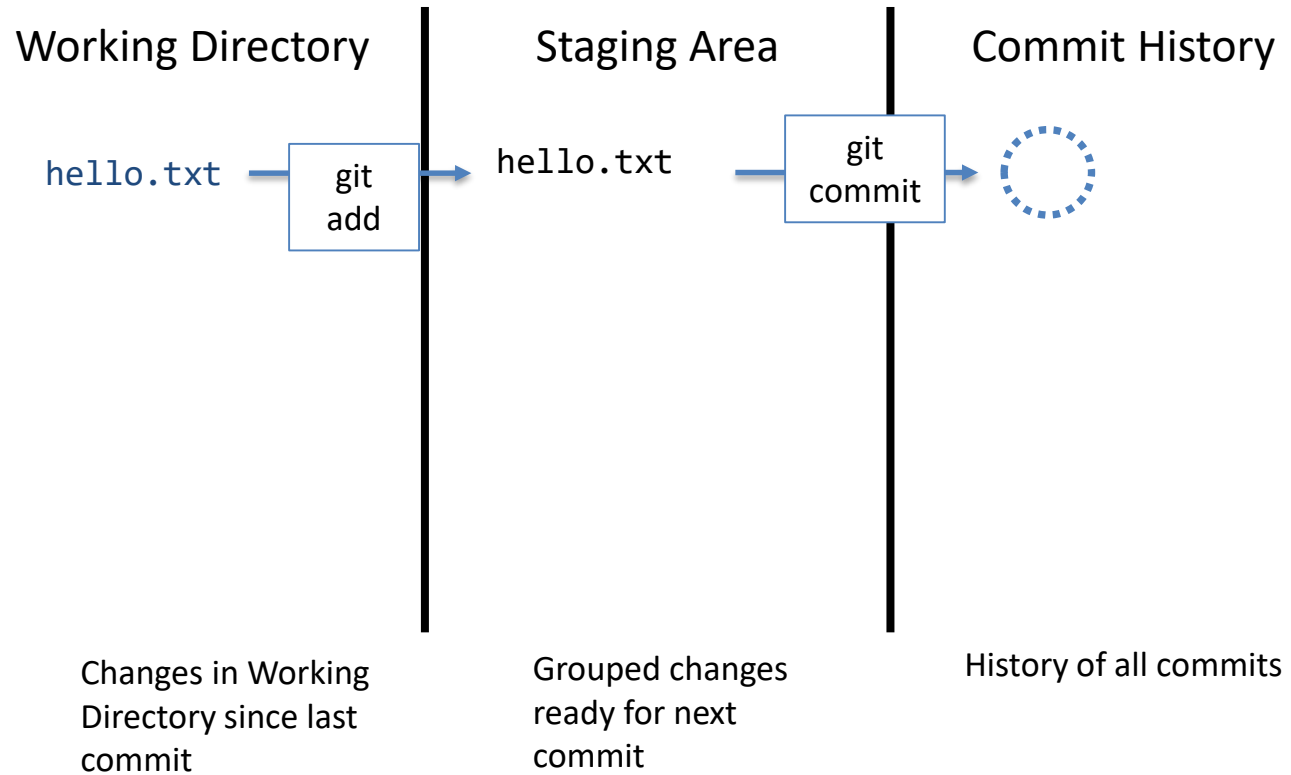 Working Directory
Staging Area
Commit History
hello.txt
git
add
hello.txt
git
commit
Changes in Working
Directory since last
commit
Grouped changes
ready for next
commit
History of all commits